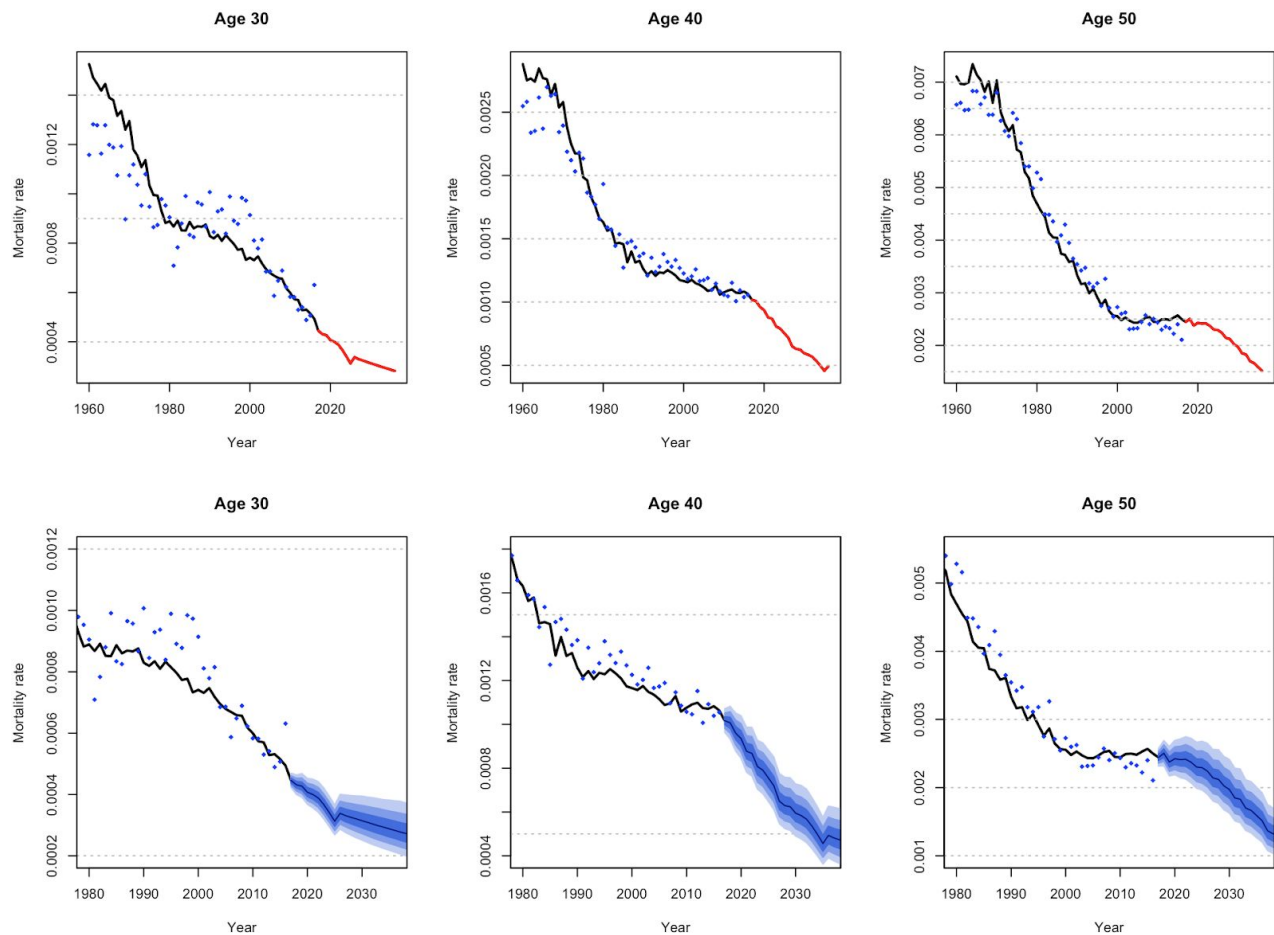 Age 30
Age 40
Age 50
Mortality rate
0.0012
0.0008
0.0004
1960 1980 2000 2020
Year
Mortality rate
0.0025
0.0020
0.0015
0.0010
0.0005
1960 1980 2000 2020
Year
Mortality rate
0.007
0.006
0.005
0.004
0.003
0.002
1960 1980 2000 2020
Year
Age 30
Age 40
Age 50
Mortality rate
0.0012
0.0010
0.0008
0.0006
0.0004
0.0002
1980 1990 2000 2010 2020 2030
Year
Mortality rate
0.0016
0.0012
0.0008
0.0004
1980 1990 2000 2010 2020 2030
Year
Mortality rate
0.005
0.004
0.003
0.002
0.001
1980 1990 2000 2010 2020 2030
Year